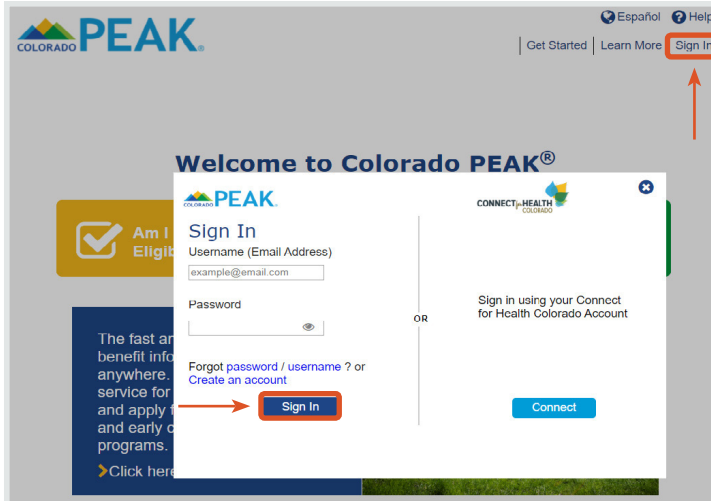 Español Help
COLORADO PEAK®
Get Started Learn More Sign In
Welcome to Colorado PEAK®
COLORADO PEAK
CONNECT for HEALTH
COLORADO
Am I
Sign In
Username (Email Address)
example@email.com
Password
OR
Sign in using your Connect
for Health Colorado Account
Forgot password / username ? or
Create an account
Sign In
Connect
The fast
benefit
anywhere.
service for
and apply
and early
programs.
Click here